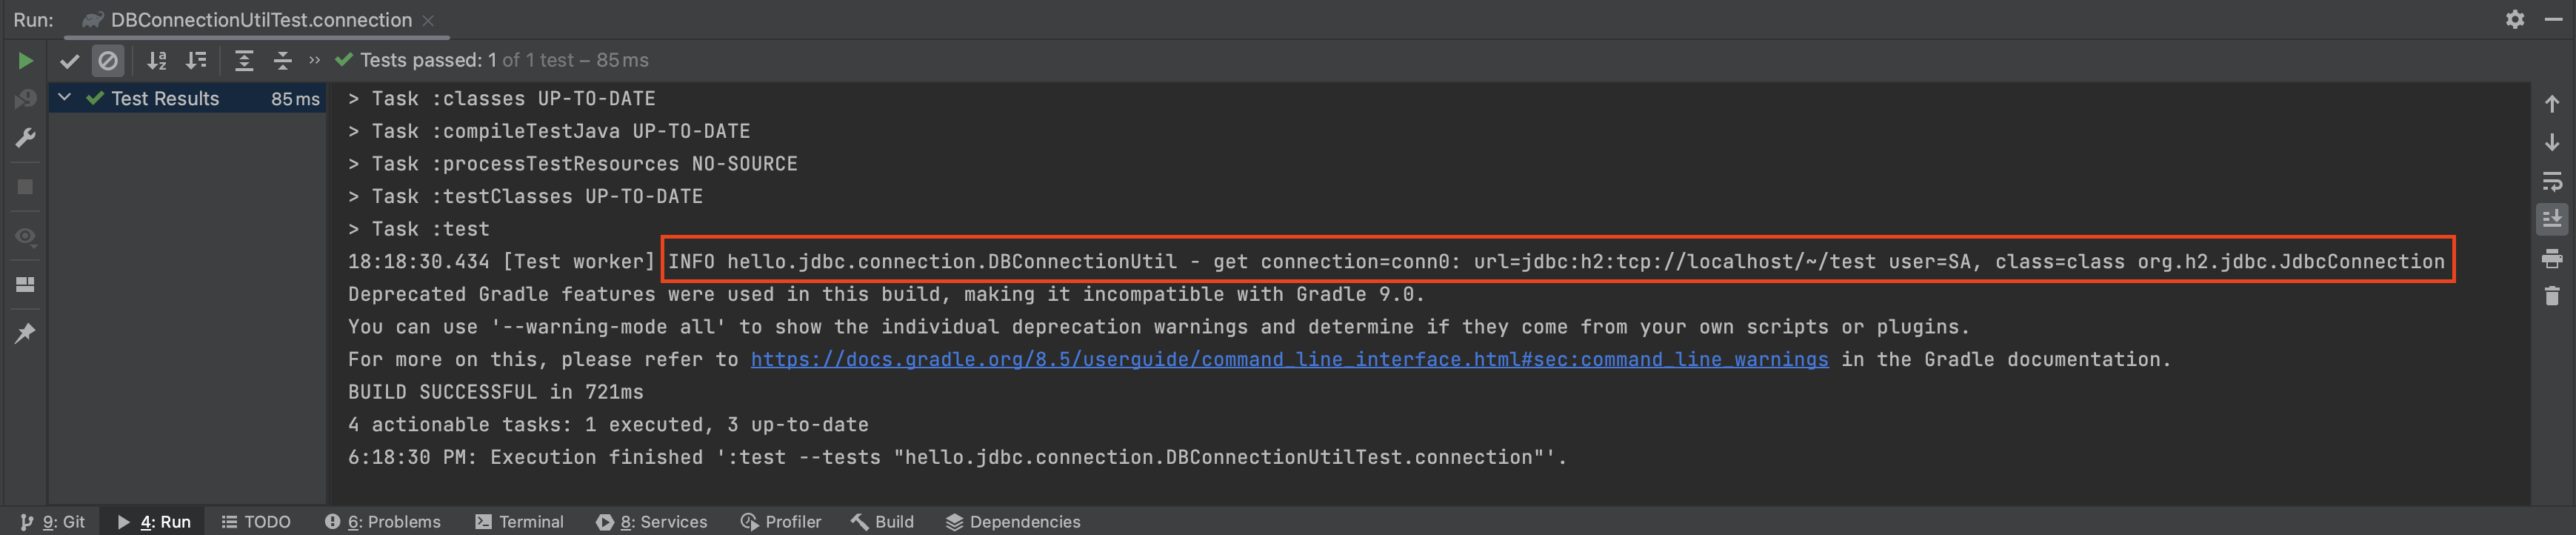 Run: DBConnectionUtilTest.connection
Tests passed: 1 of 1 test – 85 ms
Test Results 85 ms
> Task :classes UP-TO-DATE
> Task :compileTestJava UP-TO-DATE
> Task :processTestResources NO-SOURCE
> Task :testClasses UP-TO-DATE
> Task :test
18:18:30.434 [Test worker] INFO hello.jdbc.connection.DBConnectionUtil - get connection=conn0: url=jdbc:h2:tcp://localhost/~/test user=SA, class=class org.h2.jdbc.JdbcConnection
Deprecated Gradle features were used in this build, making it incompatible with Gradle 9.0.
You can use '--warning-mode all' to show the individual deprecation warnings and determine if they come from your own scripts or plugins.
For more on this, please refer to https://docs.gradle.org/8.5/userguide/command_line_interface.html#sec:command_line_warnings in the Gradle documentation.
BUILD SUCCESSFUL in 721ms
4 actionable tasks: 1 executed, 3 up-to-date
6:18:30 PM: Execution finished ':test --tests "hello.jdbc.connection.DBConnectionUtilTest.connection"'.
9: Git 4: Run TODO 6: Problems Terminal 8: Services Profiler Build Dependencies